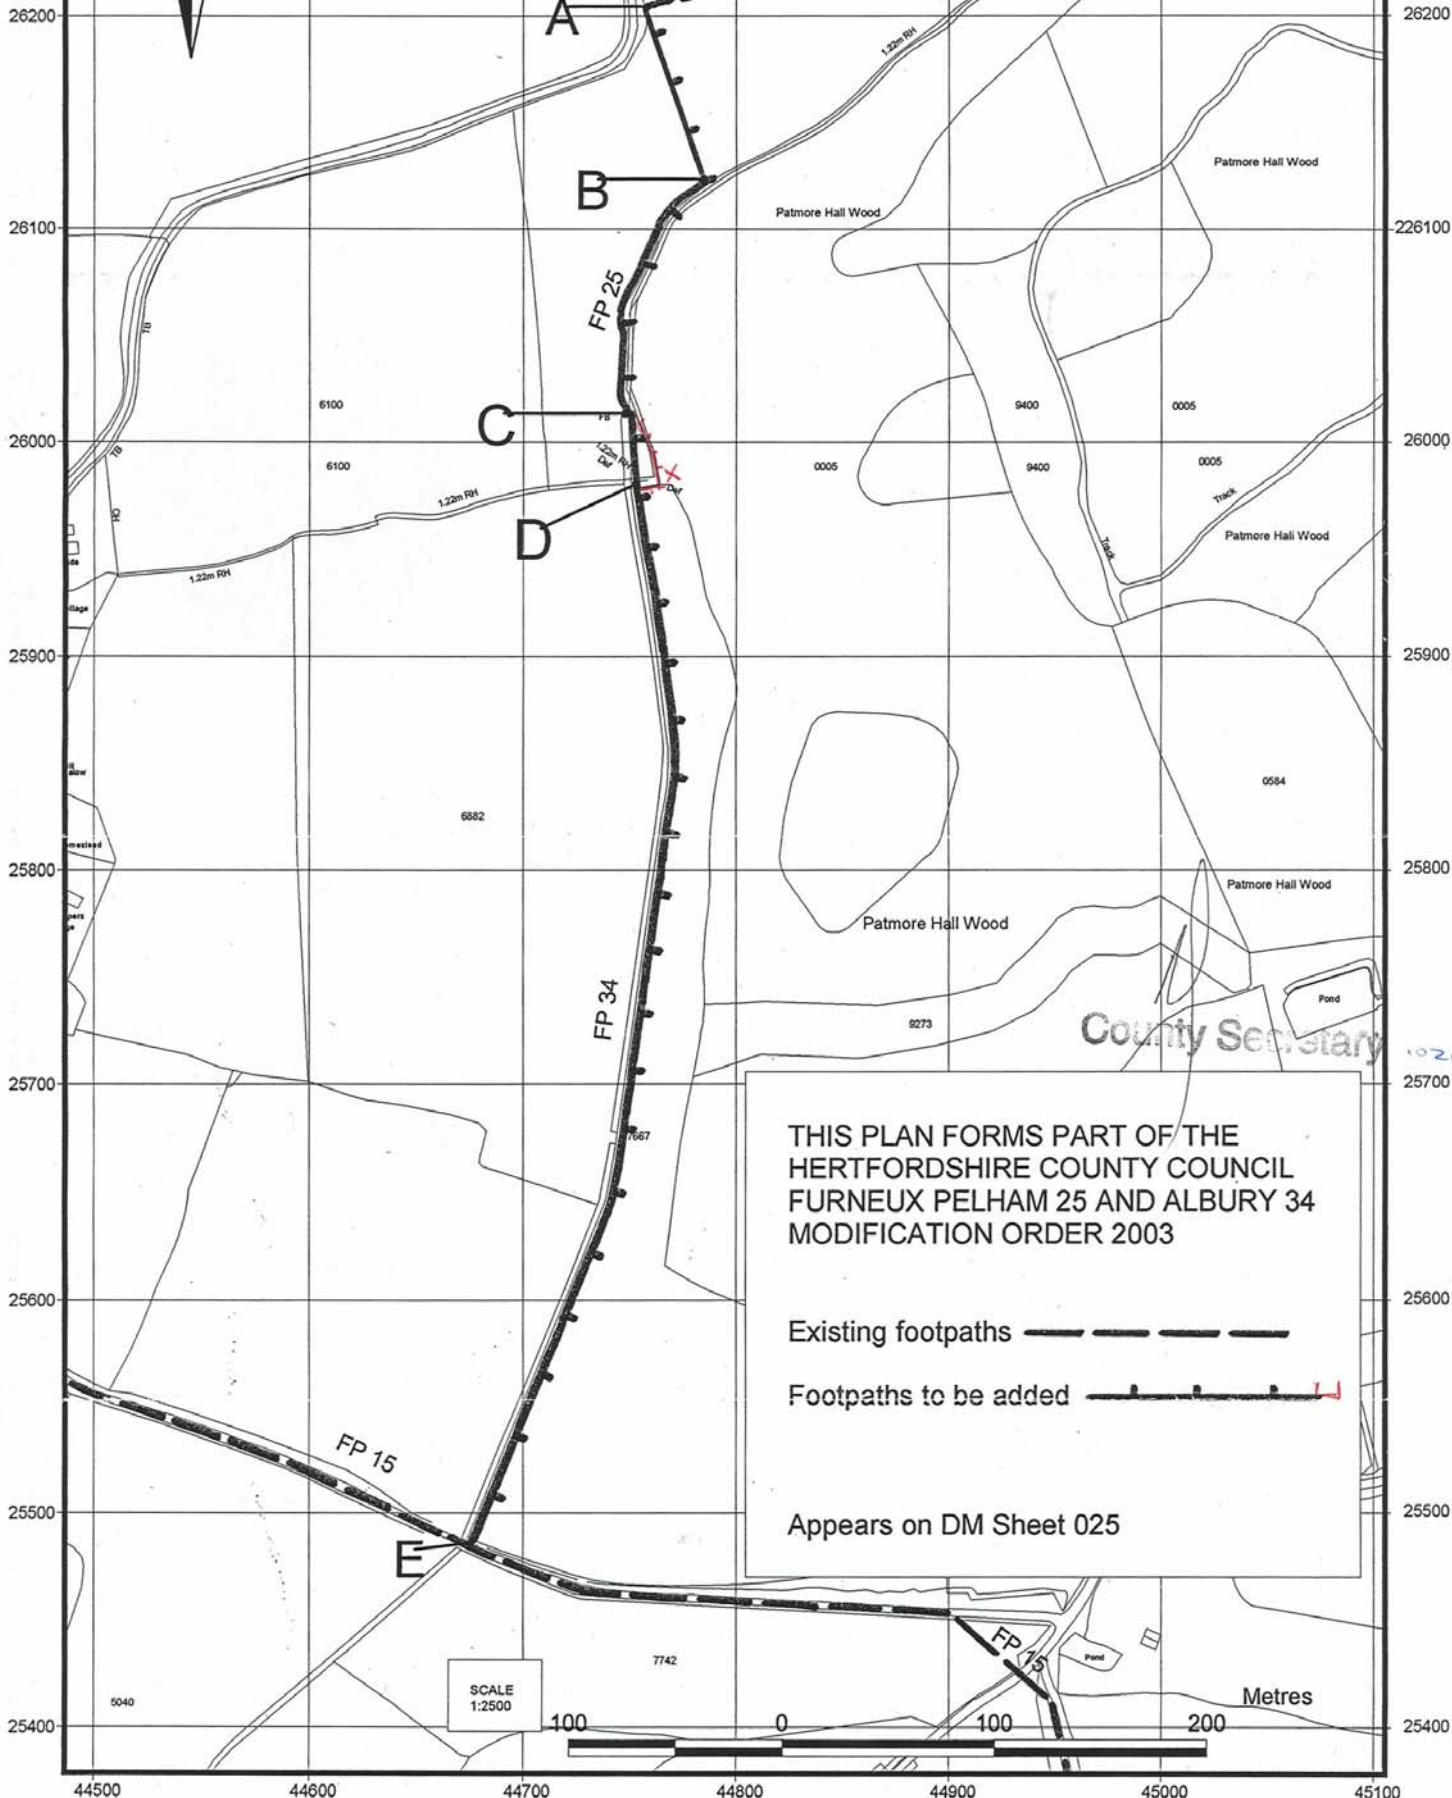 26200
A
26200
1.22m RH
Patmore Hall Wood
B
Patmore Hall Wood
26100
226100
FP 25
TB
6100
9400
0005
C
FB
26000
26000
TB
6100
1.22m RH
Def
0005
9400
0005
Def
1.22m RH
Track
D
Patmore Hall Wood
Track
1.22m RH
25900
25900
6882
0584
25800
25800
Patmore Hall Wood
Patmore Hall Wood
FP 34
Pond
9273
County Secretary
25700
25700
THIS PLAN FORMS PART OF THE
HERTFORDSHIRE COUNTY COUNCIL
FURNEUX PELHAM 25 AND ALBURY 34
MODIFICATION ORDER 2003
7667
25600
25600
Existing footpaths
Footpaths to be added
FP 15
25500
25500
Appears on DM Sheet 025
E
FP 15
Pond
7742
SCALE
1:2500
5040
Metres
25400
100 0 100 200
25400
44500 44600 44700 44800 44900 45000 45100